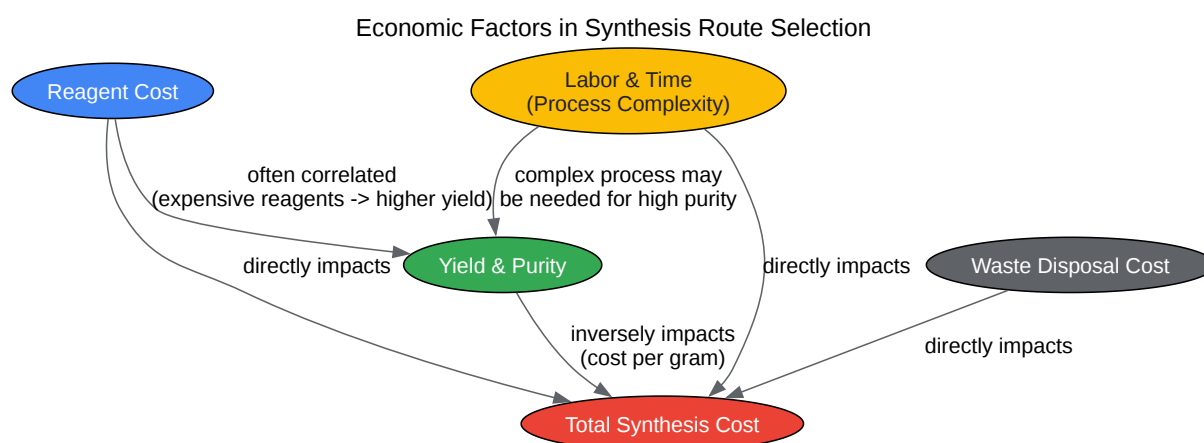 Economic Factors in Synthesis Route Selection
Reagent Cost
Labor & Time
(Process Complexity)
often correlated
(expensive reagents -> higher yield)
complex process may
be needed for high purity
directly impacts
Yield & Purity
directly impacts
Waste Disposal Cost
inversely impacts
(cost per gram)
directly impacts
Total Synthesis Cost